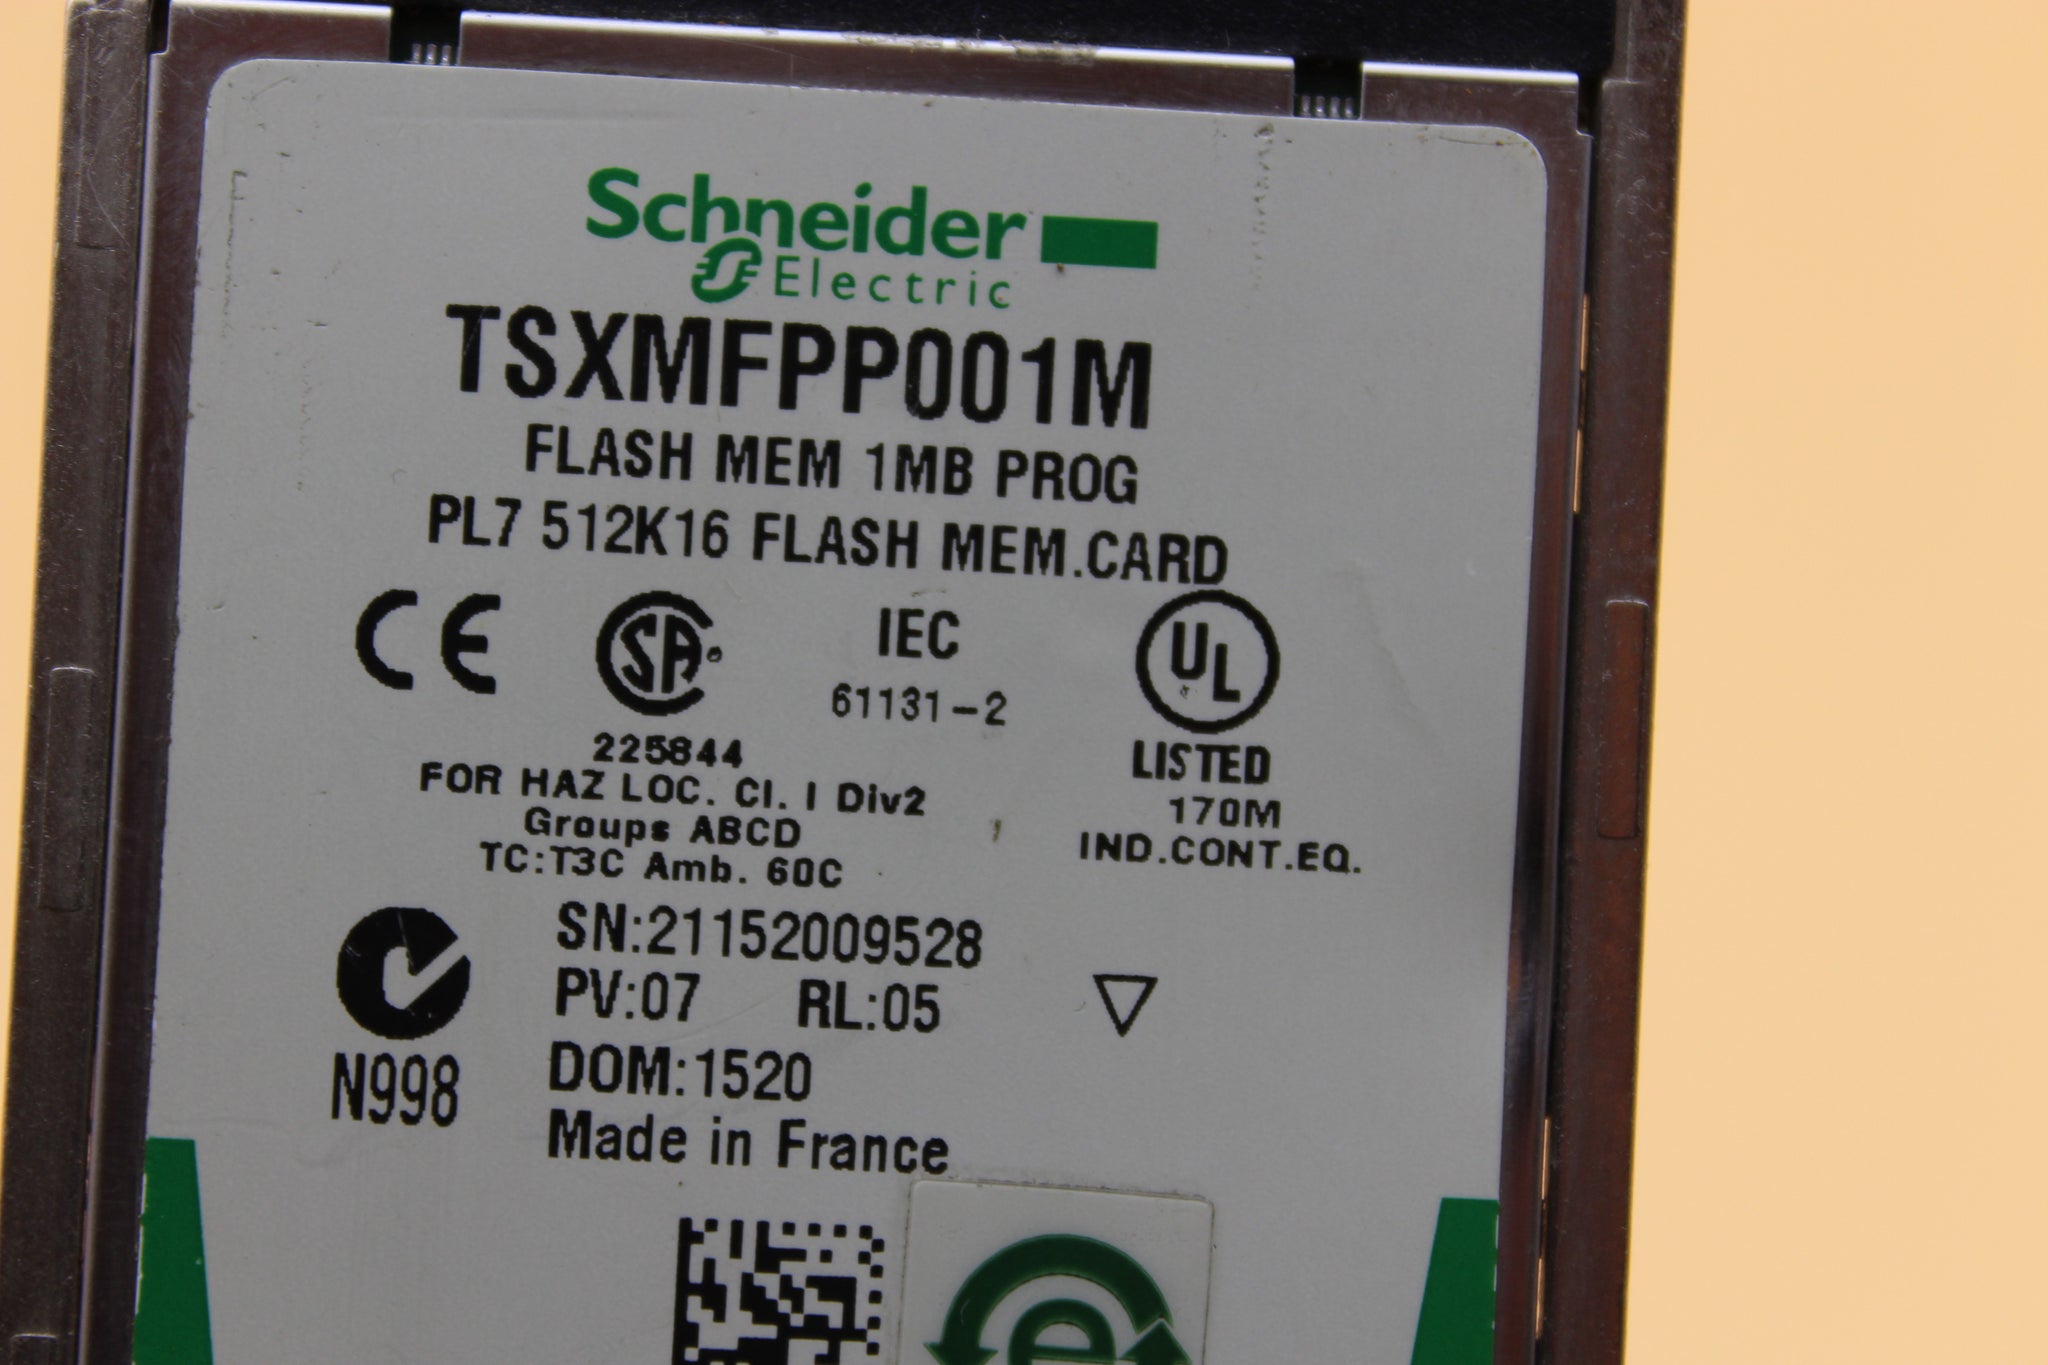 Schneider
Electric
TSXMFPP001M
FLASH MEM 1MB PROG
PL7 512K16 FLASH MEM.CARD
CE
SA
IEC
61131-2
UL
LISTED
170M
IND.CONT.EQ.
225844
FOR HAZ LOC. Cl. I Div2
Groups ABCD
TC:T3C Amb. 60C
SN:21152009528
PV:07 RL:05
DOM:1520
Made in France
N998
e